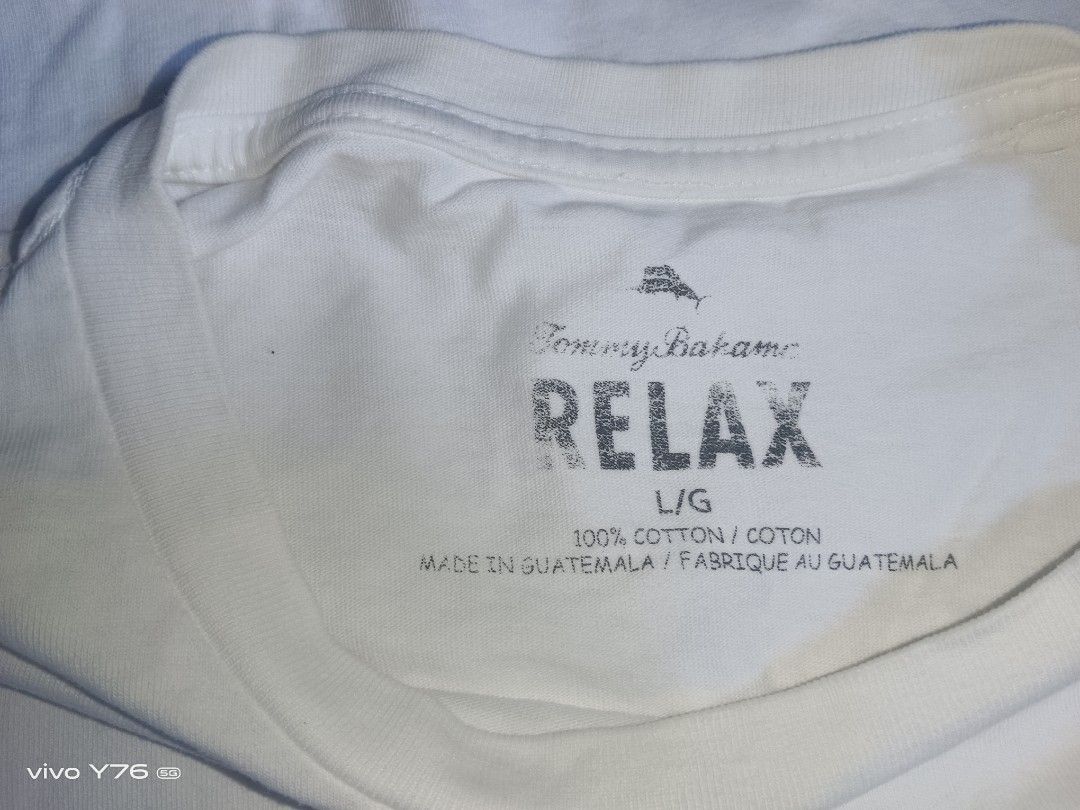 Tommy Bahama
RELAX
L/G
100% COTTON / COTON
MADE IN GUATEMALA / FABRIQUE AU GUATEMALA
vivo Y76 5G